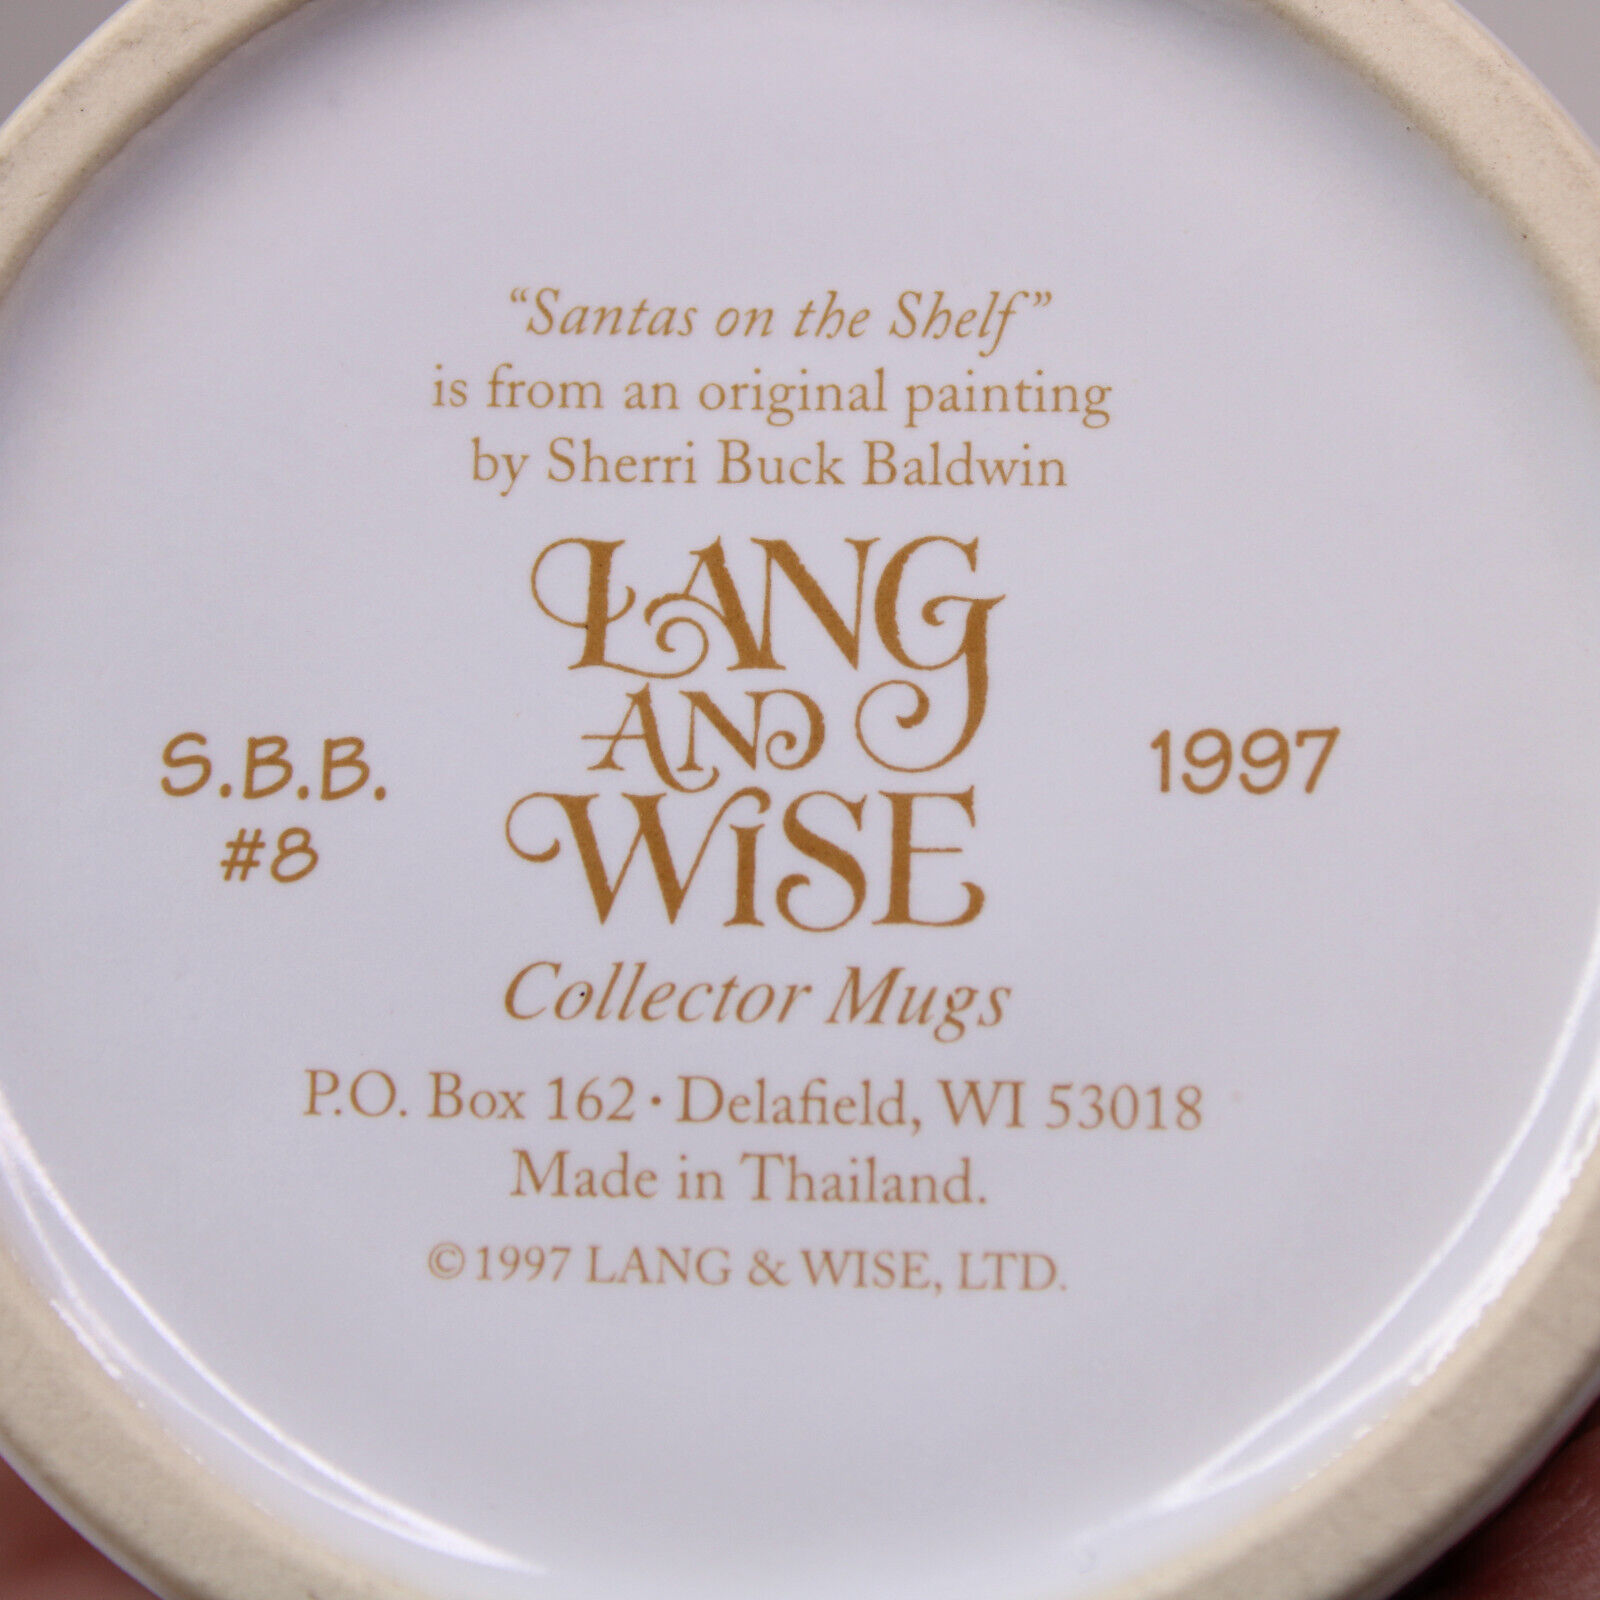 “Santas on the Shelf”
is from an original painting
by Sherri Buck Baldwin
LANG
AND
WiSE
S.B.B.
#8
1997
Collector Mugs
P.O. Box 162 · Delafield, WI 53018
Made in Thailand.
©1997 LANG & WISE, LTD.